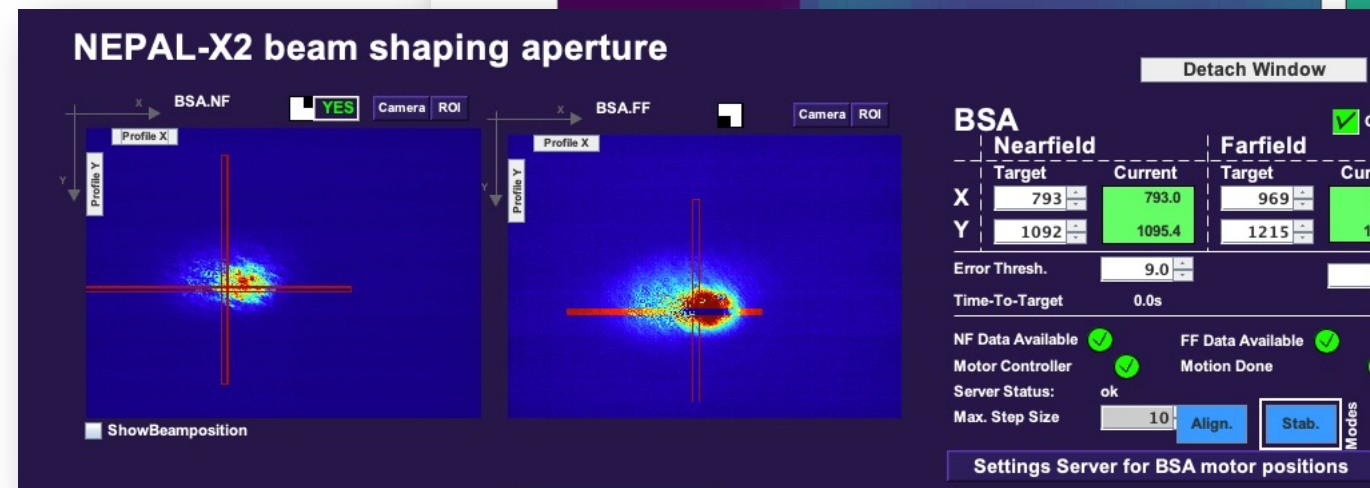 NEPAL-X2 beam shaping aperture
Detach Window
X BSA.NF YES Camera ROI
X BSA.FF Camera ROI
Profile X
Profile X
Y Profile Y
Y Profile Y
ShowBeamposition
BSA
Nearfield Farfield
Target Current Target
X 793 793.0 969
Y 1092 1095.4 1215
Error Thresh. 9.0
Time-To-Target 0.0s
NF Data Available FF Data Available
Motor Controller Motion Done
Server Status: ok
Max. Step Size 10 Align. Stab. Modes
Settings Server for BSA motor positions